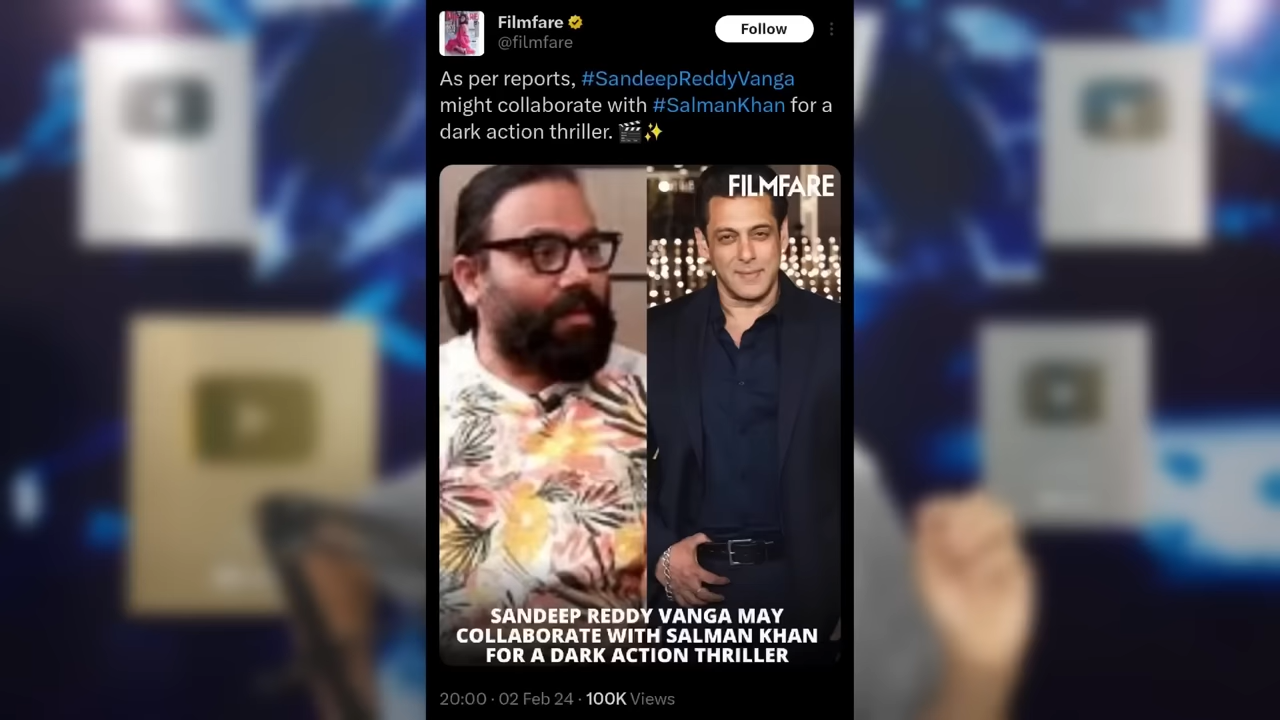 Filmfare
@filmfare
Follow
As per reports, #SandeepReddyVanga
might collaborate with #SalmanKhan for a
dark action thriller. 🎬✨
FILMFARE
SANDEEP REDDY VANGA MAY
COLLABORATE WITH SALMAN KHAN
FOR A DARK ACTION THRILLER
20:00 · 02 Feb 24 · 100K Views